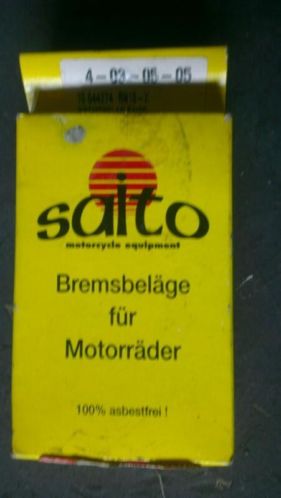 4-03-05-05
saito
motorcycle equipment
Bremsbeläge
für
Motorräder
100% asbestfrei !